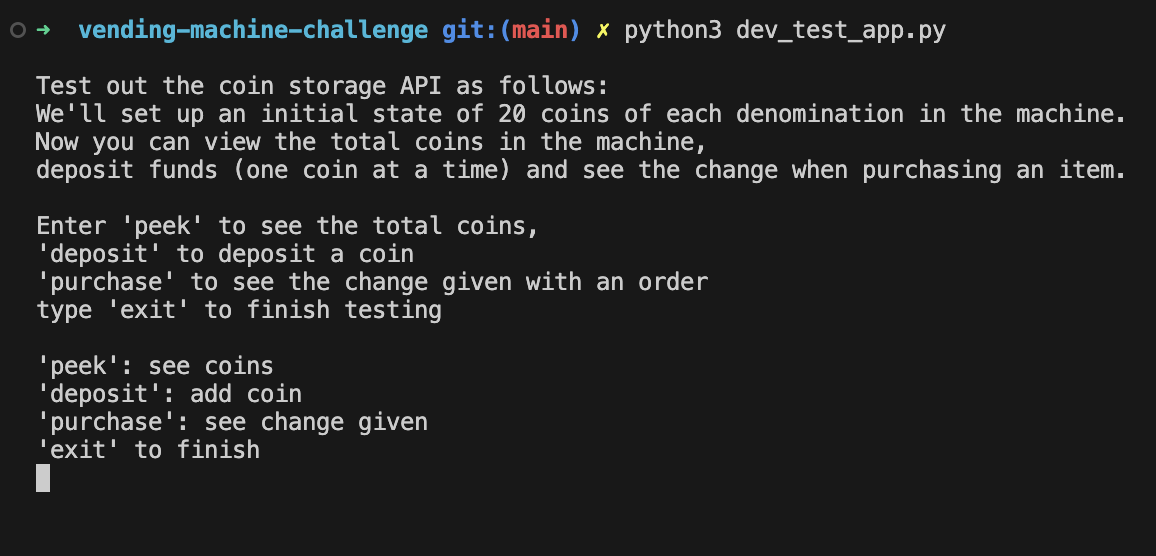 ➜ vending-machine-challenge git:(main) ✗ python3 dev_test_app.py
Test out the coin storage API as follows:
We'll set up an initial state of 20 coins of each denomination in the machine.
Now you can view the total coins in the machine,
deposit funds (one coin at a time) and see the change when purchasing an item.
Enter 'peek' to see the total coins,
'deposit' to deposit a coin
'purchase' to see the change given with an order
type 'exit' to finish testing
'peek': see coins
'deposit': add coin
'purchase': see change given
'exit' to finish